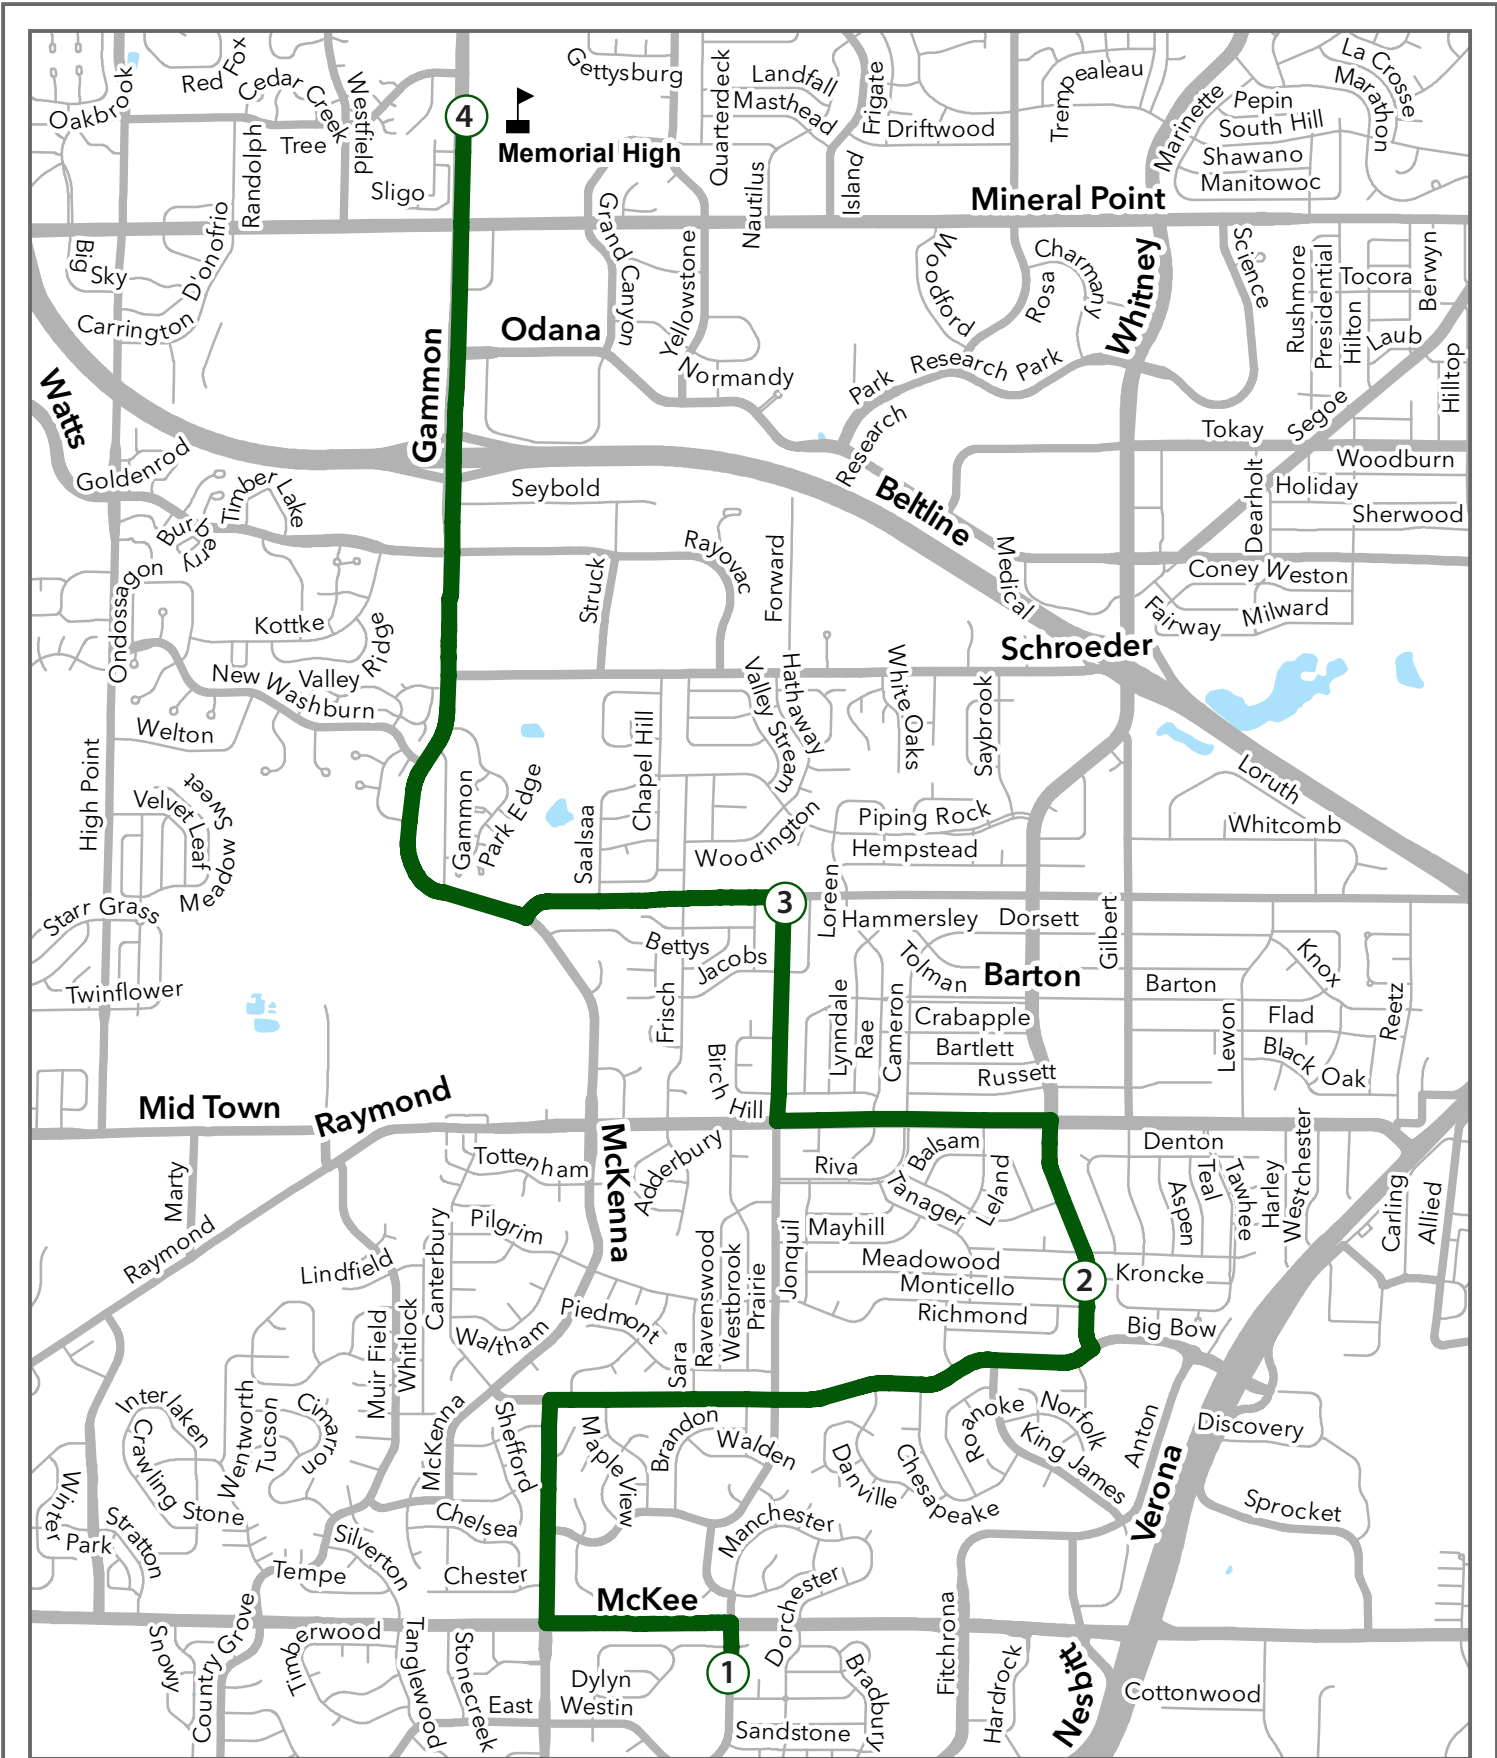 Gettysburg
Quarterdeck
Landfall
Masthead
Frigate
Trempealeau
La Crosse
Marathon
Marinette
Pepin
South Hill
Shawano
Manitowoc
Red Fox
Cedar Creek
Westfield
Oakbrook
Randolph
Tree
Sligo
4
Memorial High
Driftwood
Nautilus
Island
Mineral Point
Big Sky
D'onofrio
Carrington
Grand Canyon
Yellowstone
Woodford
Rosa
Charmany
Whitney
Science
Rushmore
Presidential
Hilton
Tocora
Berwyn
Laub
Hilltop
Odana
Gammon
Normandy
Research Park
Park
Research
Watts
Goldenrod
Timber Lake
Burberry
Seybold
Beltline
Tokay
Segoe
Woodburn
Dearholt
Holiday
Sherwood
Struck
Rayovac
Forward
Medical
Coney Weston
Fairway
Milward
Ondossagon
Kottke
Ridge
Valley
New Washburn
Welton
Schroeder
Valley Stream
Hathaway
White Oaks
Saybrook
Chapel Hill
Loruth
High Point
Velvet Leaf
Sweet
Meadow
Gammon
Park Edge
Saalsaa
Woodington
Piping Rock
Hempstead
Whitcomb
Starr Grass
Twinflower
3
Loreen
Hammersley
Dorsett
Gilbert
Bettys
Jacobs
Frisch
Tolman
Barton
Barton
Knox
Lynndale
Rae
Cameron
Crabapple
Bartlett
Russett
Lewon
Flad
Black Oak
Reetz
Birch Hill
Mid Town
Raymond
Marty
Raymond
Tottenham
McKenna
Adderbury
Riva
Balsam
Tanager
Leland
Denton
Aspen
Teal
Tawhee
Harley
Westchester
Carling
Allied
Pilgrim
Canterbury
Lindfield
Mayhill
Jonquil
Meadowood
Monticello
Richmond
2
Kroncke
Big Bow
Ravenswood
Westbrook
Prairie
Sara
Piedmont
Waltham
Muir Field
Whitlock
Interlaken
Crawling Stone
Wentworth
Tucson
Cimarron
McKenna
Shefford
Maple View
Brandon
Walden
Danville
Chesapeake
Roanoke
Norfolk
King James
Anton
Discovery
Verona
Sprocket
Winter Park
Stratton
Chelsea
Silverton
Tempe
Chester
Manchester
McKee
Dorchester
Fitchrona
Snowy
Country Grove
Timberwood
Tanglewood
Stonecreek
East
Dylyn
Westin
1
Sandstone
Bradbury
Hardrock
Nesbitt
Cottonwood